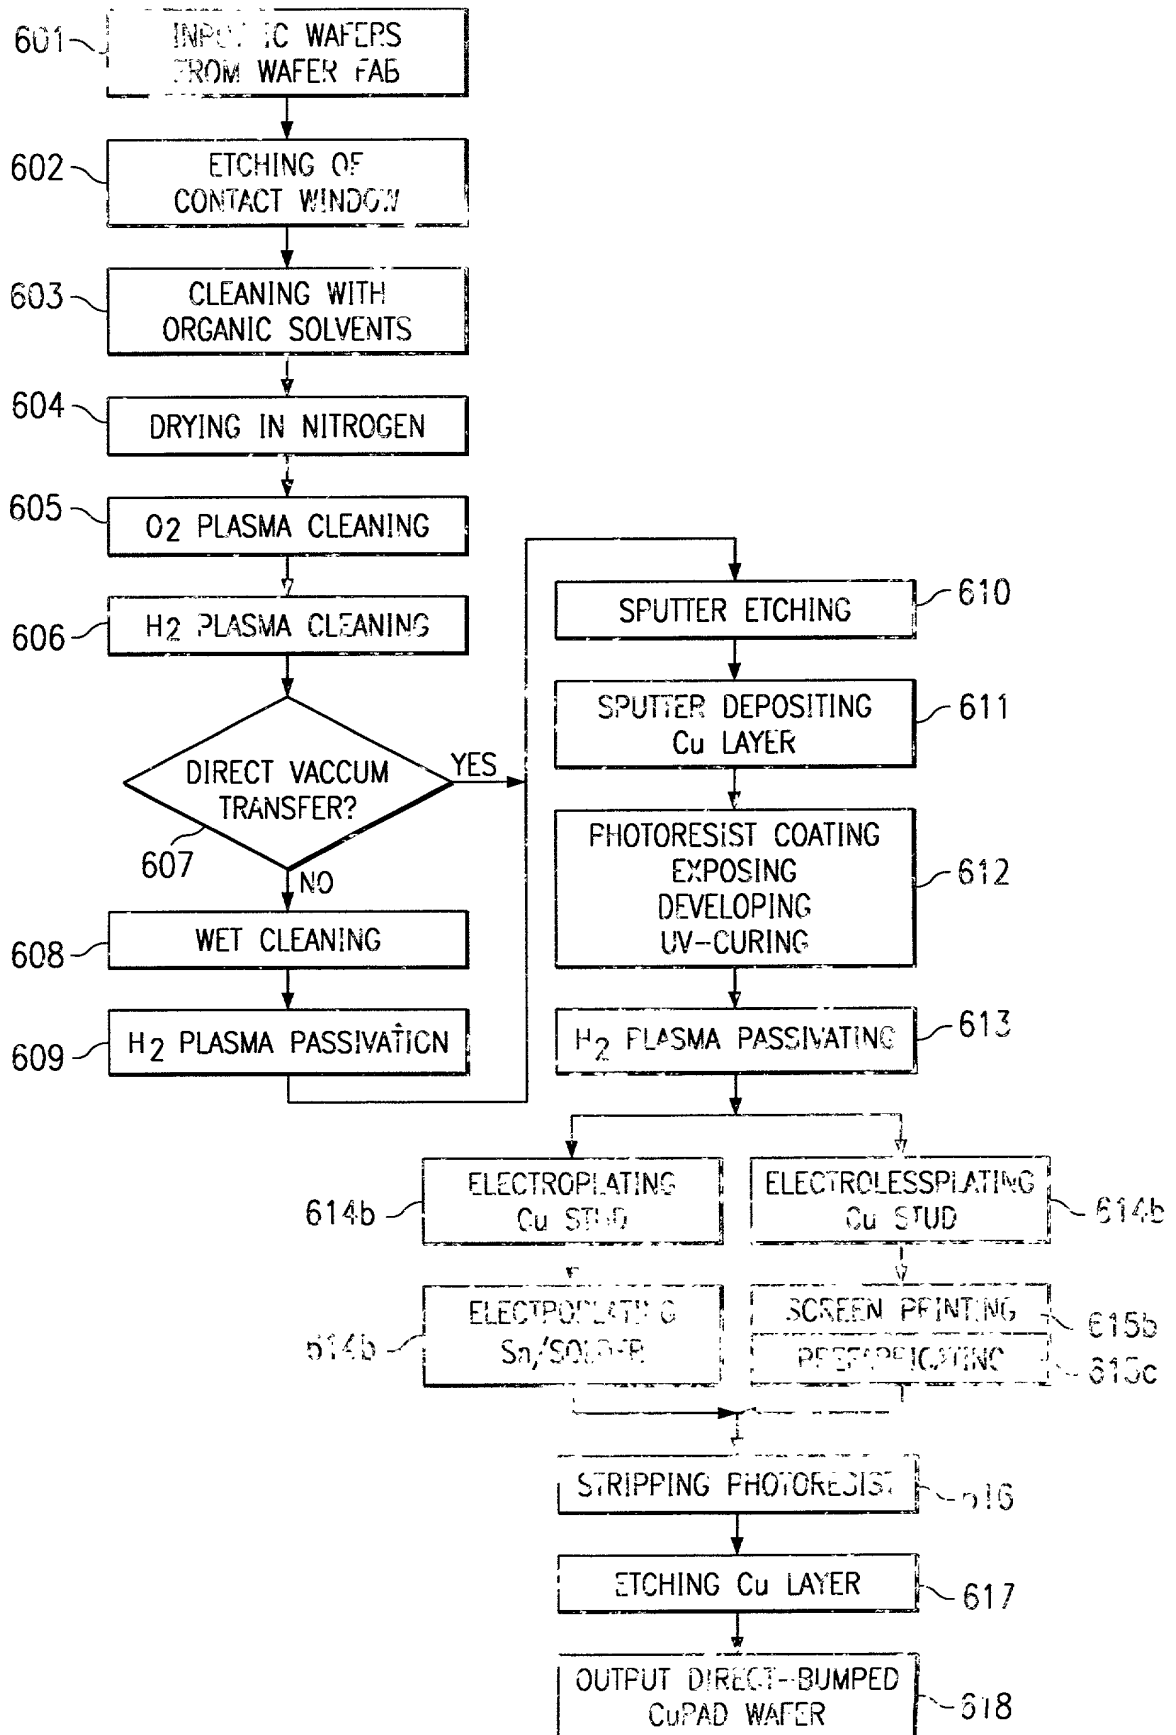 601
INPUT IC WAFERS
FROM WAFER FAB
602
ETCHING OF
CONTACT WINDOW
603
CLEANING WITH
ORGANIC SOLVENTS
604
DRYING IN NITROGEN
605
O2 PLASMA CLEANING
606
H2 PLASMA CLEANING
DIRECT VACCUM
TRANSFER?
YES
607
NO
608
WET CLEANING
609
H2 PLASMA PASSIVATION
SPUTTER ETCHING
610
SPUTTER DEPOSITING
Cu LAYER
611
PHOTORESIST COATING
EXPOSING
DEVELOPING
UV-CURING
612
H2 PLASMA PASSIVATING
613
614b
ELECTROPLATING
Cu STUD
ELECTROLESSPLATING
Cu STUD
614b
614b
ELECTROPLATING
Sn/SOLDER
SCREEN PRINTING
615b
PREFABRICATING
615c
STRIPPING PHOTORESIST
616
ETCHING Cu LAYER
617
OUTPUT DIRECT-BUMPED
CuPAD WAFER
618